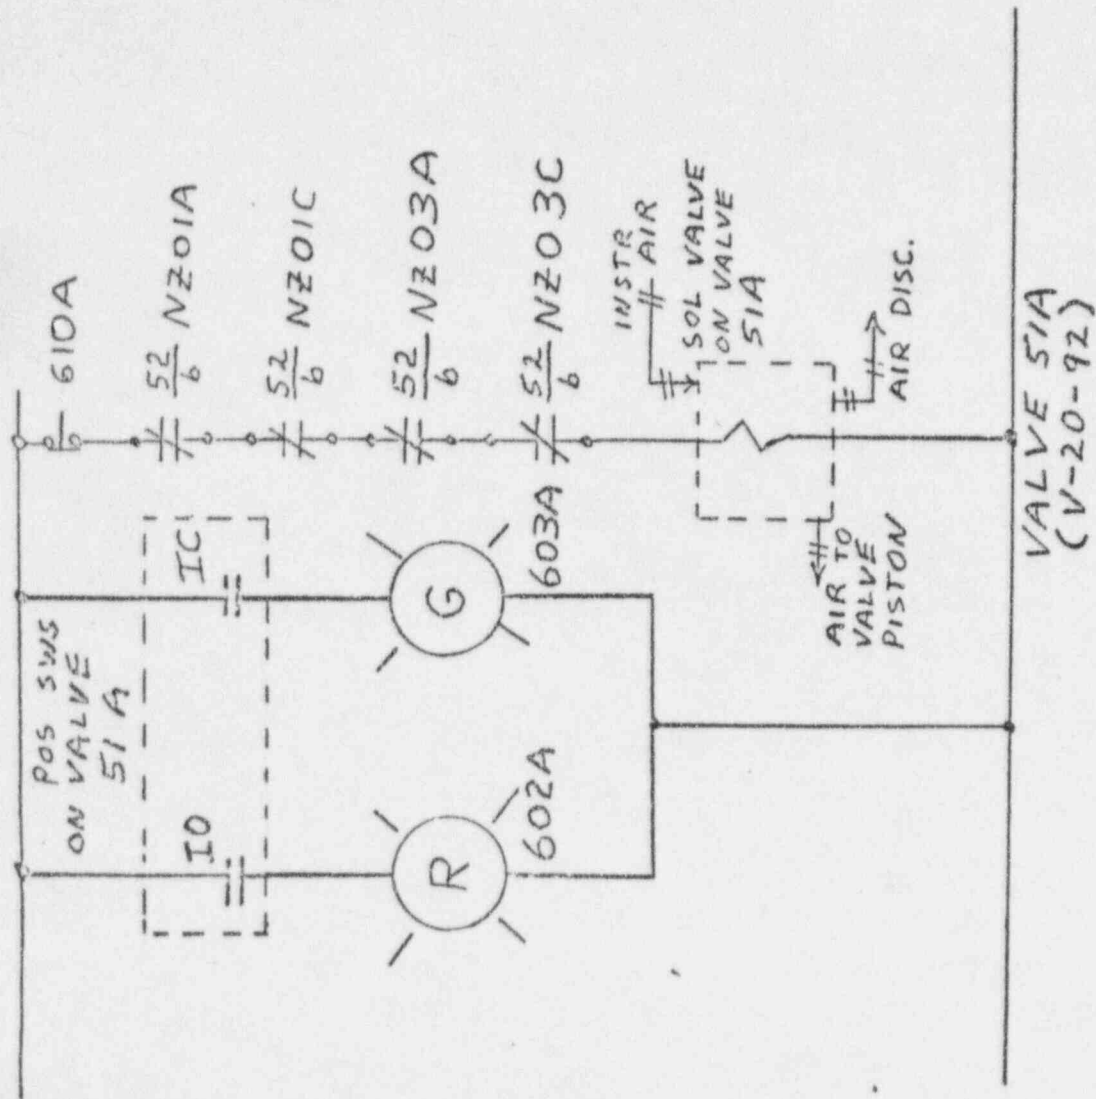 POS SWS
ON VALVE
51A
IO
IC
R
602A
G
603A
610A
52/b NZ01A
52/b NZ01C
52/b NZ03A
52/b NZ03C
INSTR
AIR
SOL VALVE
ON VALVE
51A
AIR TO
VALVE
PISTON
AIR DISC.
VALVE 51A
(V-20-92)